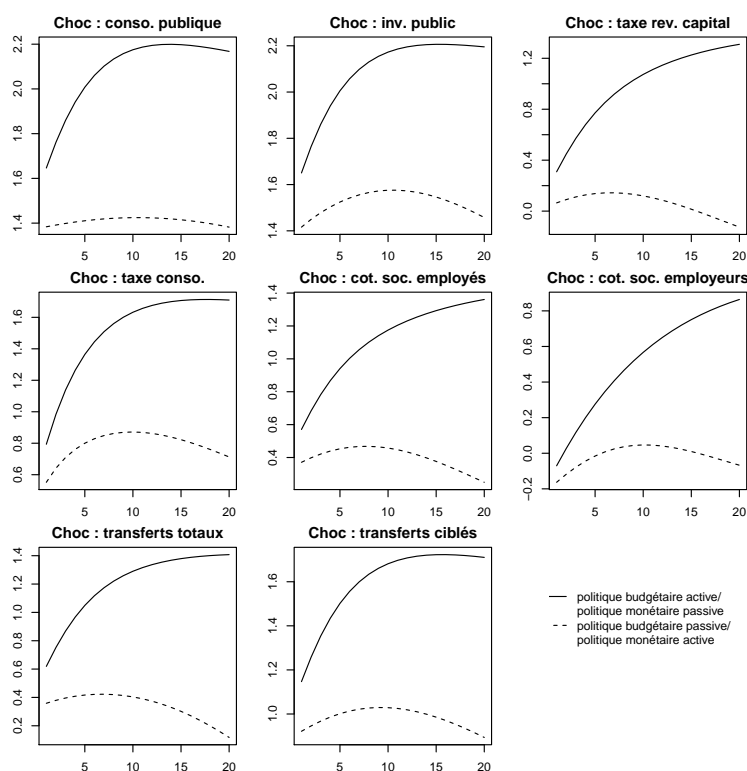 Choc : conso. publique
Choc : inv. public
Choc : taxe rev. capital
2.2
2.0
1.8
1.6
1.4
5 10 15 20
2.2
2.0
1.8
1.6
1.4
5 10 15 20
1.2
0.8
0.4
0.0
5 10 15 20
Choc : taxe conso.
Choc : cot. soc. employés
Choc : cot. soc. employeurs
1.6
1.4
1.2
1.0
0.8
0.6
5 10 15 20
1.4
1.2
1.0
0.8
0.6
0.4
5 10 15 20
0.8
0.6
0.4
0.2
0.0
−0.2
5 10 15 20
Choc : transferts totaux
Choc : transferts ciblés
1.4
1.2
1.0
0.8
0.6
0.4
0.2
5 10 15 20
1.6
1.4
1.2
1.0
5 10 15 20
politique budgétaire active/
politique monétaire passive
politique budgétaire passive/
politique monétaire active